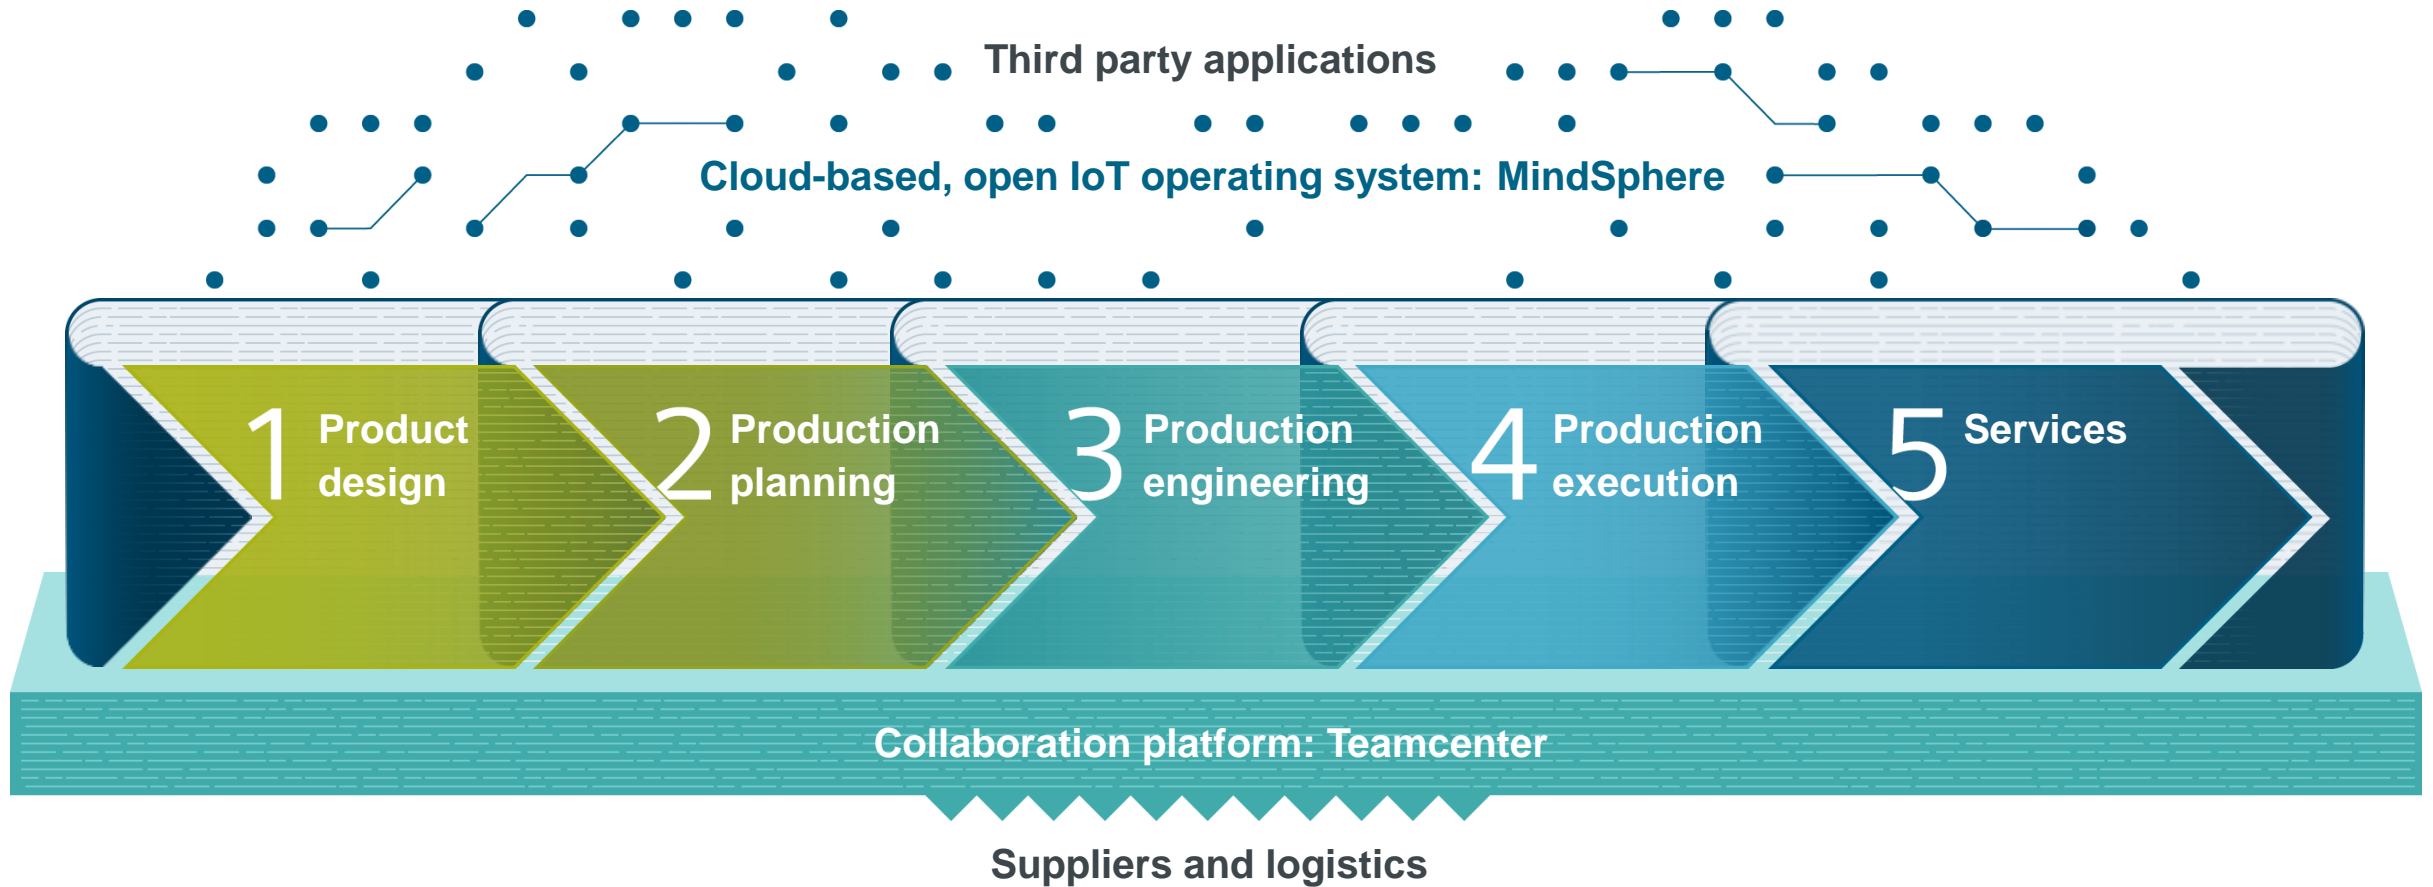 Third party applications
Cloud-based, open IoT operating system: MindSphere
1 Product
design
2 Production
planning
3 Production
engineering
4 Production
execution
5 Services
Collaboration platform: Teamcenter
Suppliers and logistics